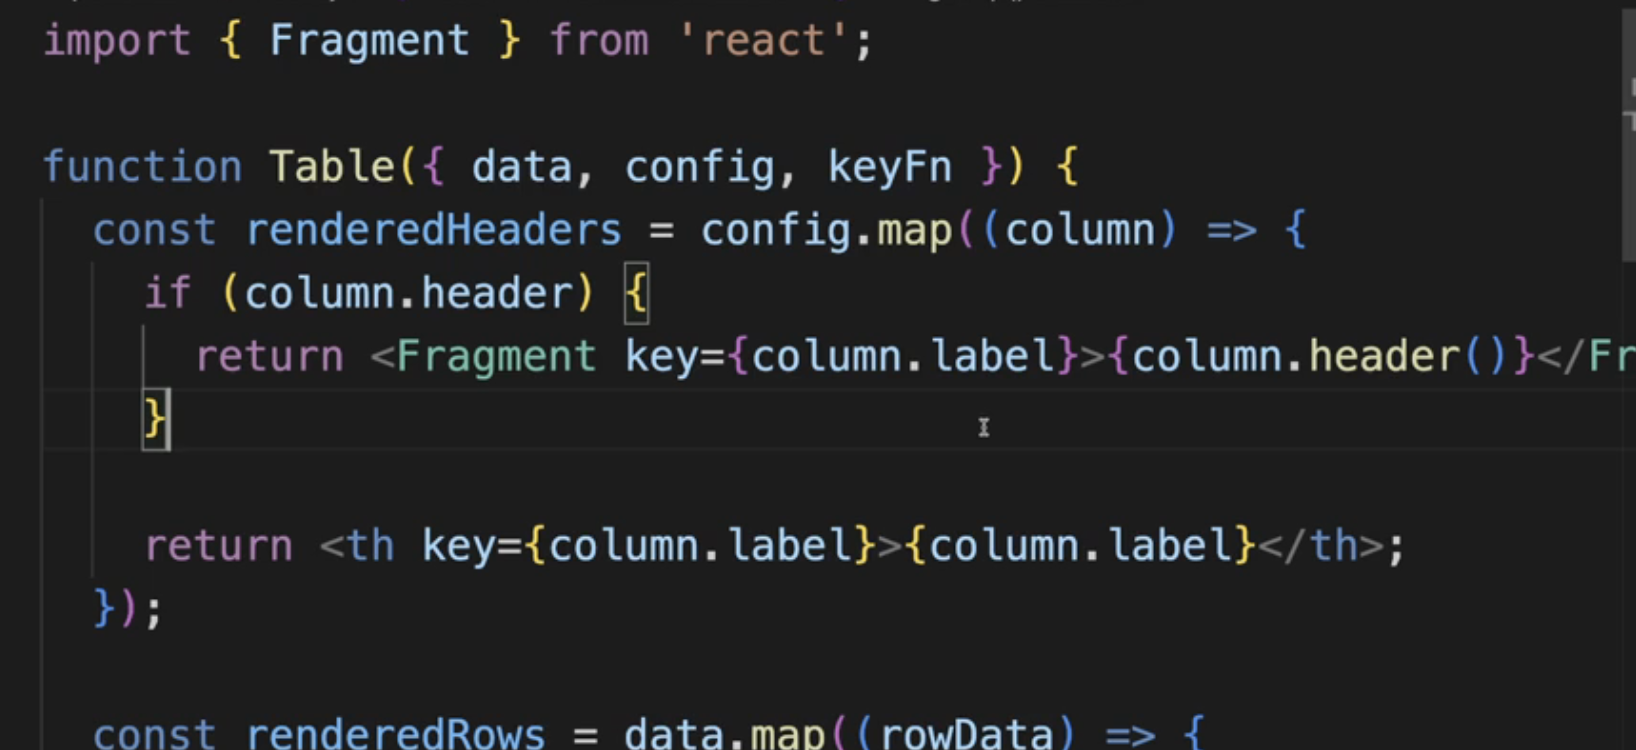 import { Fragment } from 'react';
function Table({ data, config, keyFn }) {
const renderedHeaders = config.map((column) => {
if (column.header) {
return <Fragment key={column.label}>{column.header()}</Fr
}
return <th key={column.label}>{column.label}</th>;
});
const renderedRows = data.map((rowData) => {